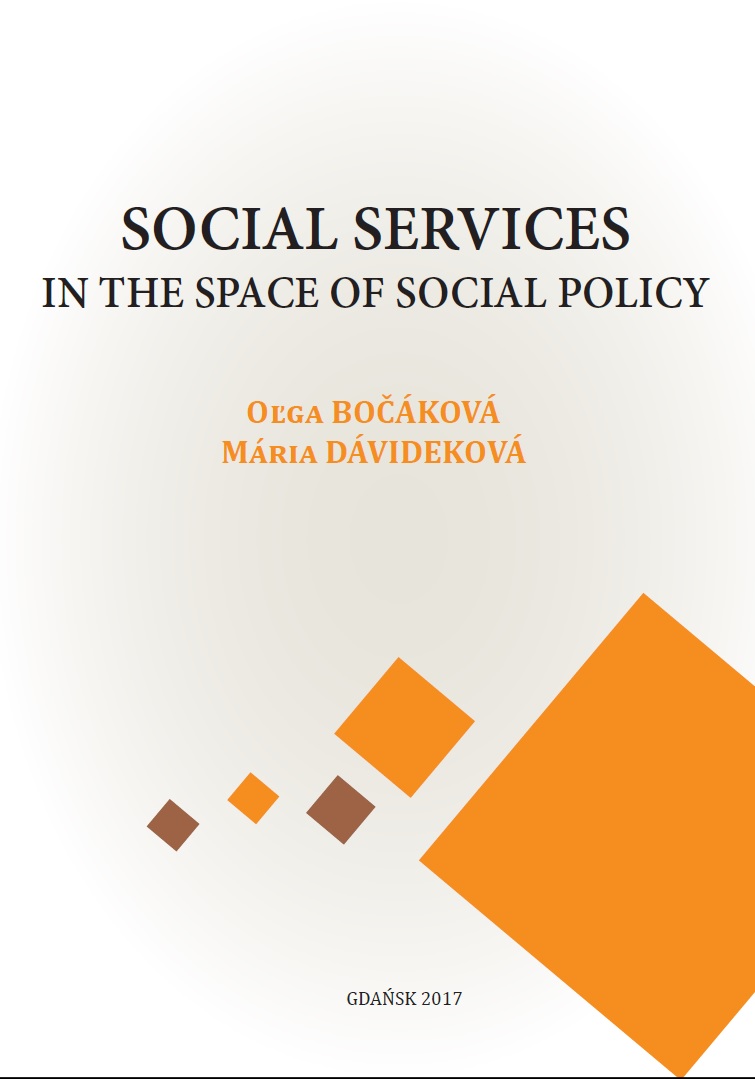 SOCIAL SERVICES
IN THE SPACE OF SOCIAL POLICY
OĽGA BOČÁKOVÁ
MÁRIA DÁVIDEKOVÁ
GDAŃSK 2017